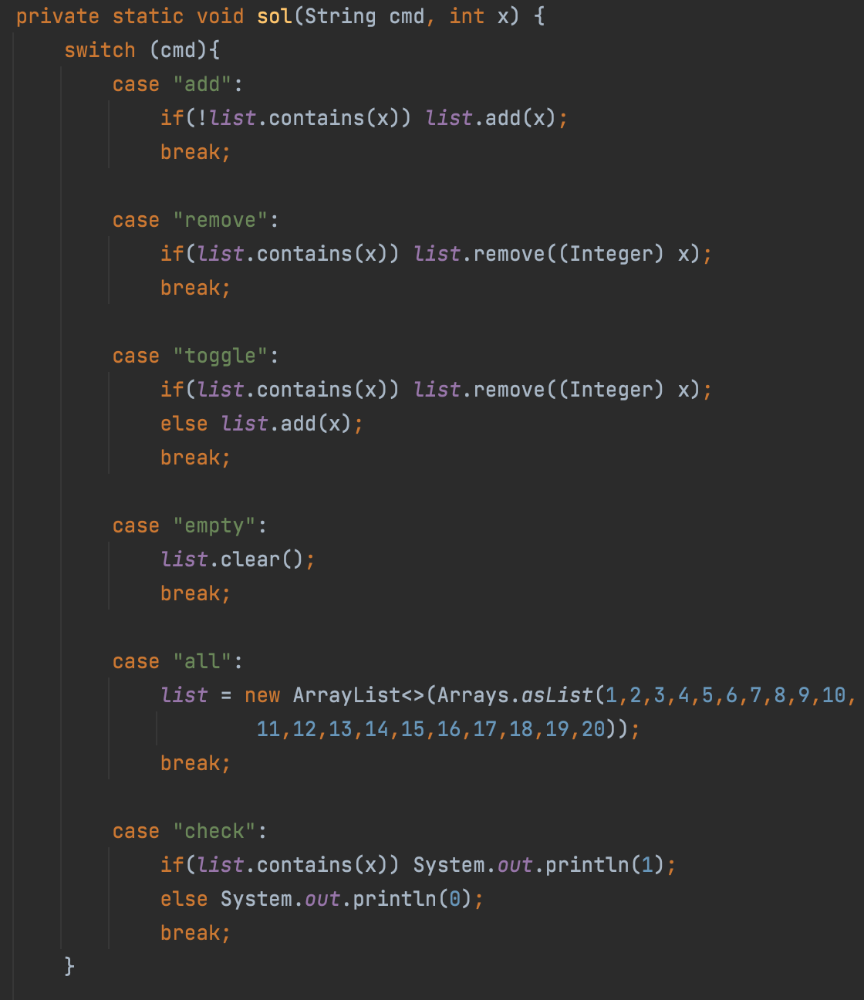 private static void sol(String cmd, int x) {
    switch (cmd){
        case "add":
            if(!list.contains(x)) list.add(x);
            break;

        case "remove":
            if(list.contains(x)) list.remove((Integer) x);
            break;

        case "toggle":
            if(list.contains(x)) list.remove((Integer) x);
            else list.add(x);
            break;

        case "empty":
            list.clear();
            break;

        case "all":
            list = new ArrayList<>(Arrays.asList(1,2,3,4,5,6,7,8,9,10,
                    11,12,13,14,15,16,17,18,19,20));
            break;

        case "check":
            if(list.contains(x)) System.out.println(1);
            else System.out.println(0);
            break;
    }